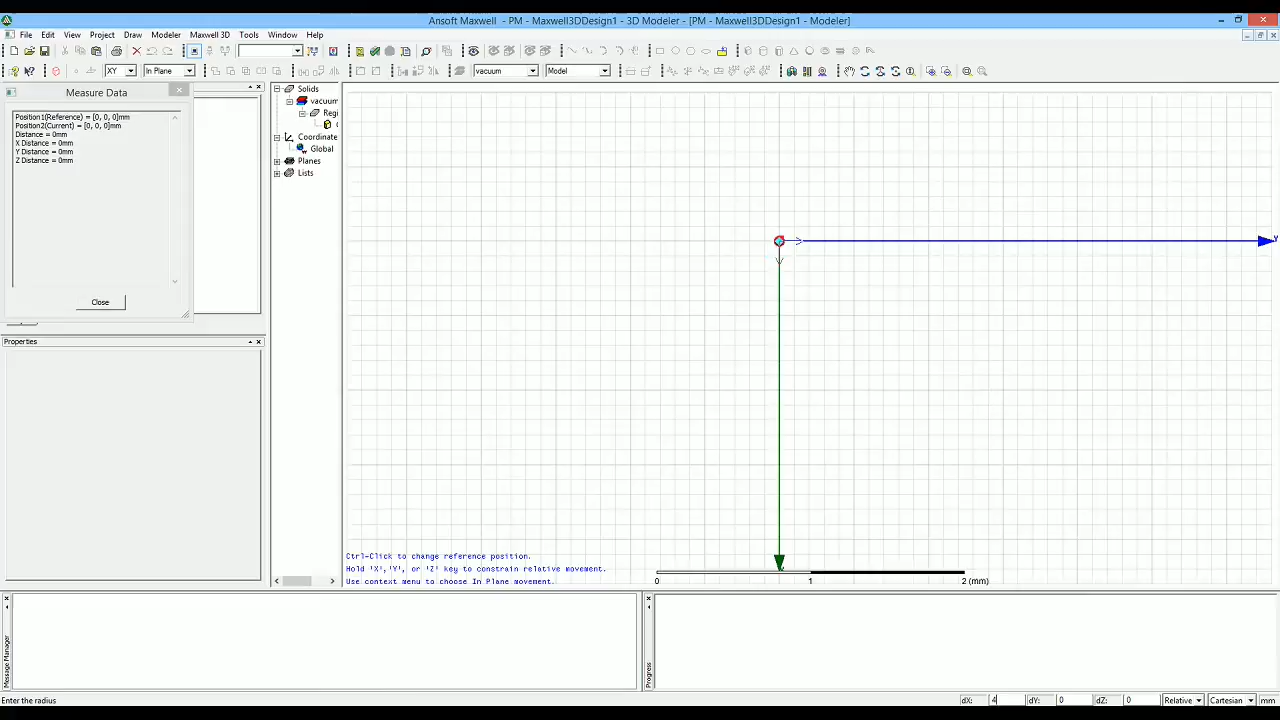 Ansoft Maxwell - PM - Maxwell3DDesign1 - 3D Modeler - [PM - Maxwell3DDesign1 - Modeler]
File Edit View Project Draw Modeler Maxwell 3D Tools Window Help
XY In Plane vacuum Model
Measure Data
Position1(Reference) = [0, 0, 0]mm
Position2(Current) = [0, 0, 0]mm
Distance = 0mm
X Distance = 0mm
Y Distance = 0mm
Z Distance = 0mm
Close
Solids
vacuum
Regi
Coordinate
Global
Planes
Lists
Properties
Ctrl-Click to change reference position.
Hold 'X','Y', or 'Z' key to constrain relative movement.
Use context menu to choose In Plane movement.
0 1 2 (mm)
Message Manager
Progress
Enter the radius
dX: 4 dY: 0 dZ: 0 Relative Cartesian mm